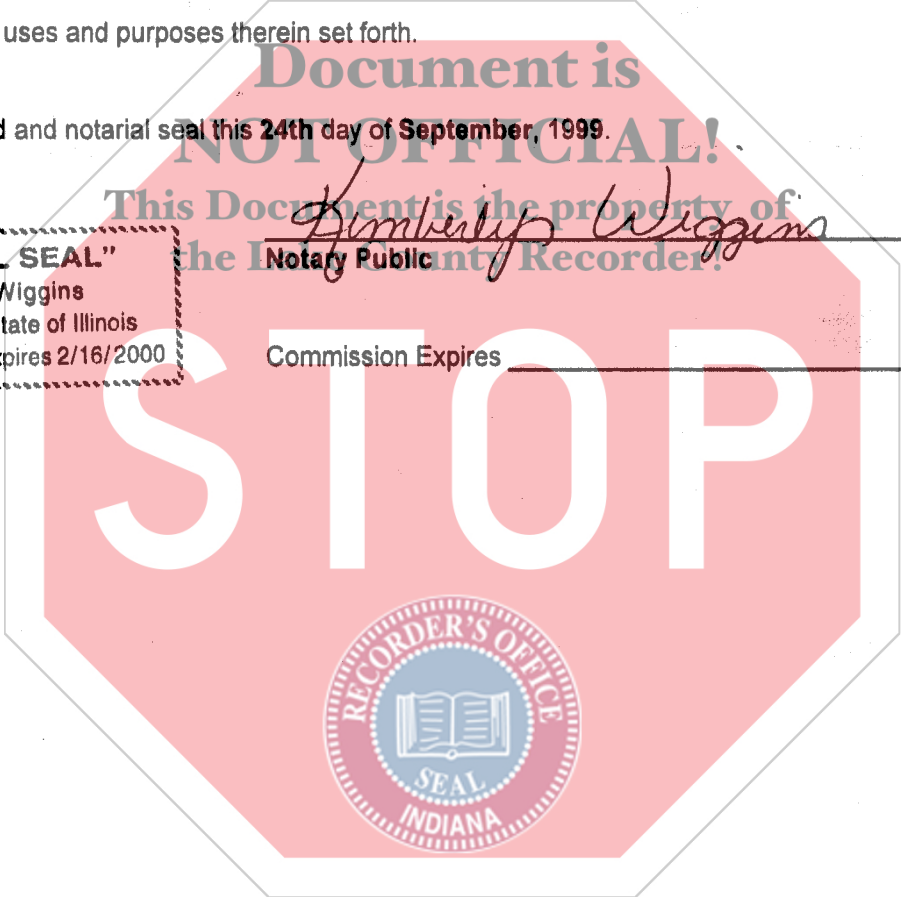 uses and purposes therein set forth.
Document is
and notarial seal this 24th day of September, 1999.
NOT OFFICIAL!
This Document is the property of
Kimberly Wiggins
the Lake County Recorder!
L SEAL"
Notary Public
Wiggins
tate of Illinois
pires 2/16/2000
Commission Expires
STOP
RECORDER'S OFFICE
SEAL
INDIANA